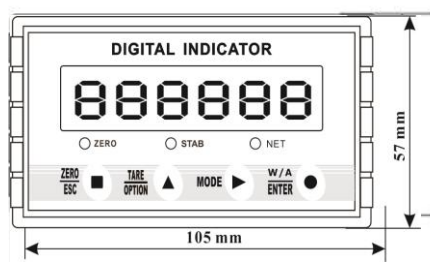 DIGITAL INDICATOR
888888
ZERO STAB NET
ZERO TARE MODE W/A
ESC OPTION ENTER
57 mm
105 mm